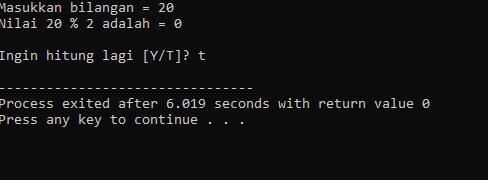 Masukkan bilangan = 20
Nilai 20 % 2 adalah = 0
Ingin hitung lagi [Y/T]? t
--------------------------------
Process exited after 6.019 seconds with return value 0
Press any key to continue . . .